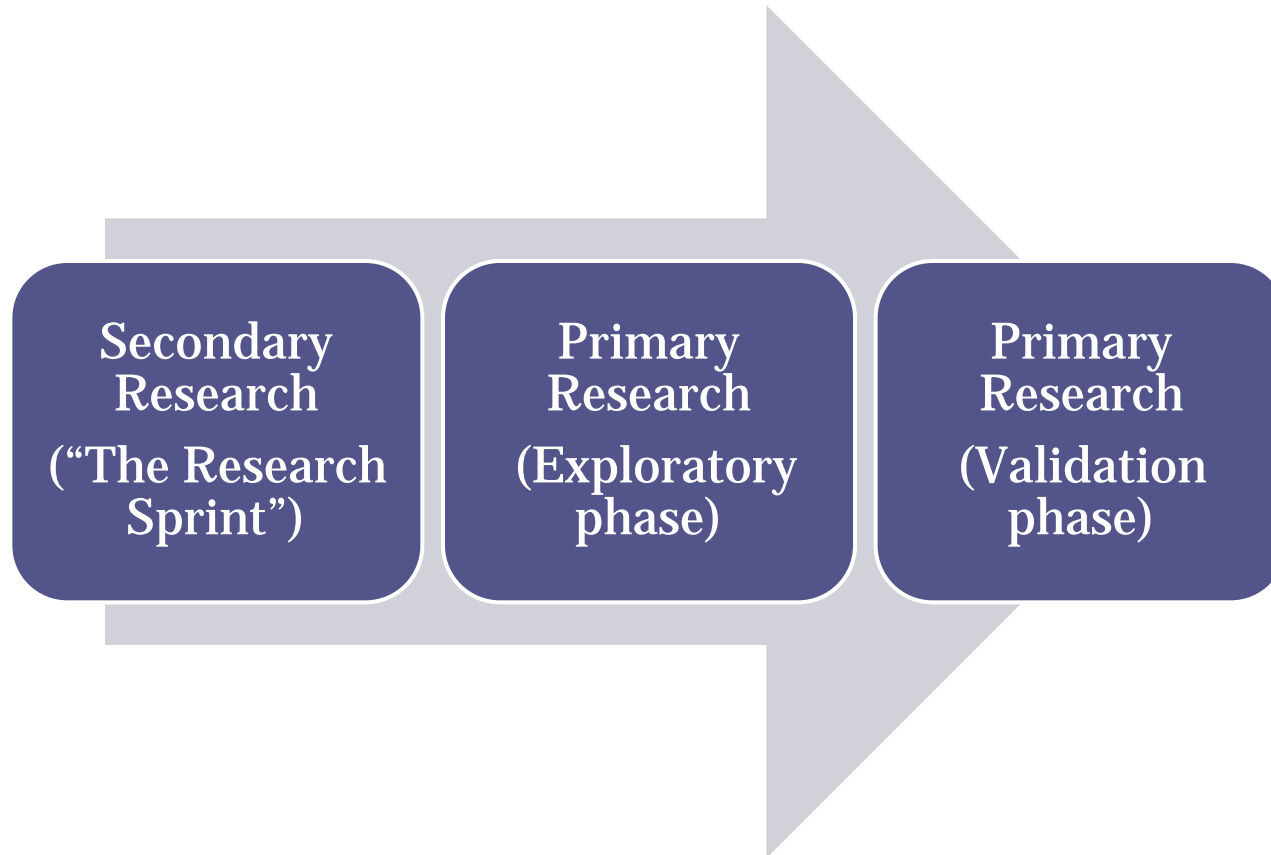 Secondary
Research
(“The Research
Sprint”)
Primary
Research
(Exploratory
phase)
Primary
Research
(Validation
phase)